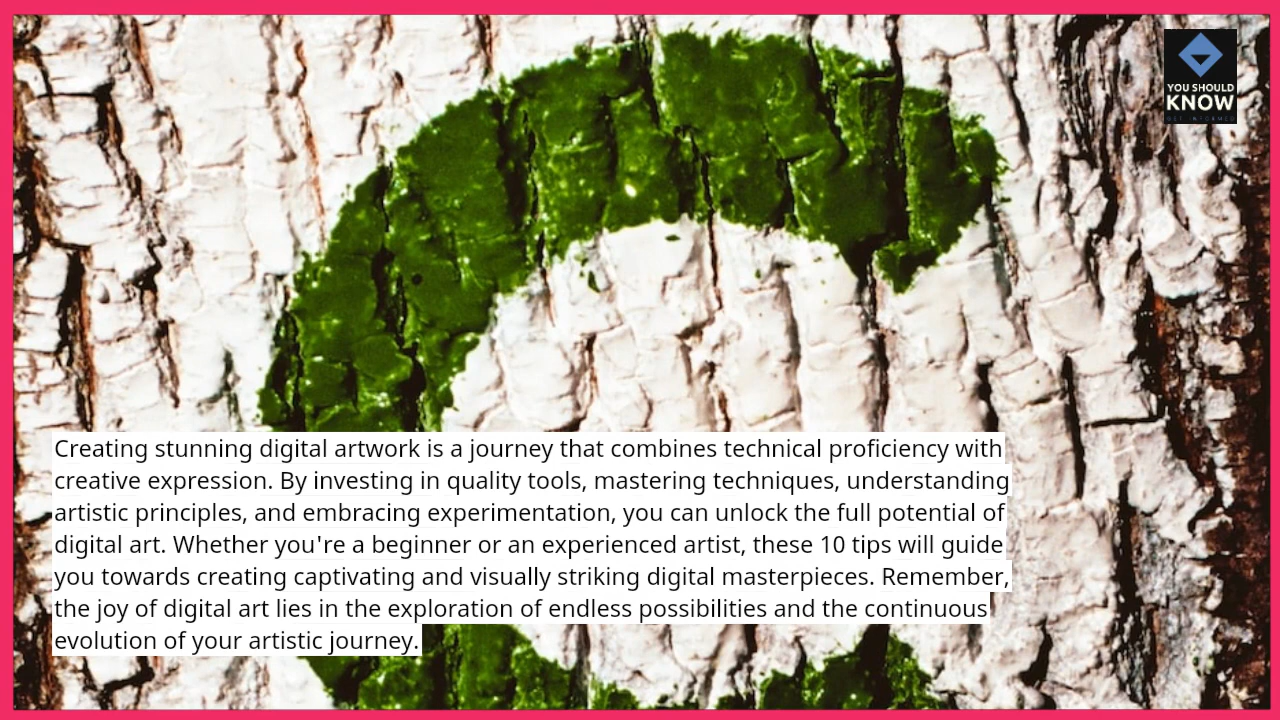 YOU SHOULD
KNOW
GET INFORMED
Creating stunning digital artwork is a journey that combines technical proficiency with
creative expression. By investing in quality tools, mastering techniques, understanding
artistic principles, and embracing experimentation, you can unlock the full potential of
digital art. Whether you're a beginner or an experienced artist, these 10 tips will guide
you towards creating captivating and visually striking digital masterpieces. Remember,
the joy of digital art lies in the exploration of endless possibilities and the continuous
evolution of your artistic journey.